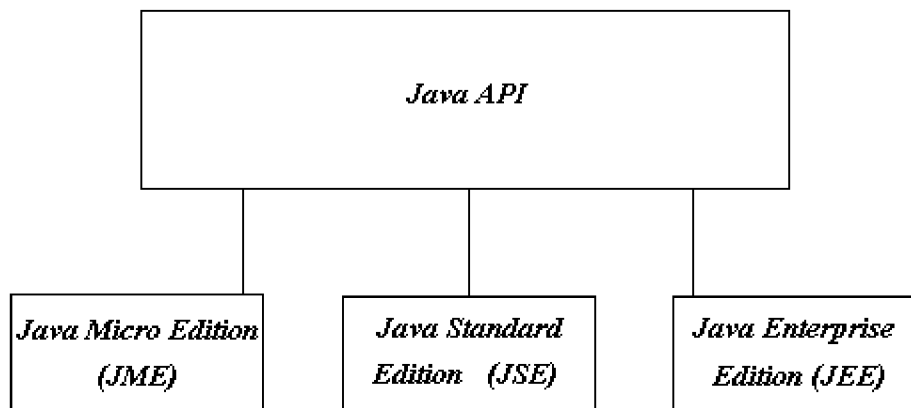 Java API
Java Micro Edition
(JME)
Java Standard
Edition (JSE)
Java Enterprise
Edition (JEE)